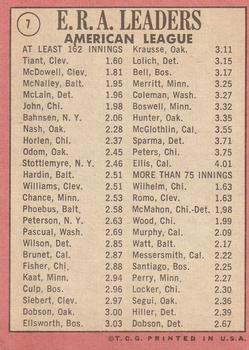 7
E.R.A. LEADERS
AMERICAN LEAGUE
AT LEAST 162 INNINGS
Tiant, Clev. 1.60
McDowell, Clev. 1.81
McNalley, Balt. 1.95
McLain, Det. 1.96
John, Chi. 1.98
Bahnsen, N. Y. 2.06
Nash, Oak. 2.28
Horlen, Chi. 2.37
Odom, Oak. 2.45
Stottlemyre, N. Y. 2.46
Hardin, Balt. 2.51
Williams, Clev. 2.51
Chance, Minn. 2.53
Phoebus, Balt. 2.58
Peterson, N. Y. 2.63
Pascual, Wash. 2.69
Wilson, Det. 2.85
Brunet, Cal. 2.87
Fischer, Chi. 2.88
Kaat, Minn. 2.94
Culp, Bos. 2.96
Siebert, Clev. 2.97
Dobson, Oak. 3.00
Ellsworth, Bos. 3.03
Krausse, Oak. 3.11
Lolich, Det. 3.15
Bell, Bos. 3.12
Merritt, Minn. 3.25
Coleman, Wash. 3.27
Boswell, Minn. 3.32
Hunter, Oak. 3.35
McGlothlin, Cal. 3.55
Sparma, Det. 3.71
Peters, Chi. 3.75
Ellis, Cal. 4.01
MORE THAN 75 INNINGS
Wilhelm, Chi. 1.63
Romo, Clev. 1.63
McMahon, Chi.-Det. 1.98
Wood, Chi. 1.99
Murphy, Cal. 2.09
Watt, Balt. 2.17
Messersmith, Cal. 2.22
Santiago, Bos. 2.25
Perry, Minn. 2.27
Locker, Chi. 2.30
Segui, Oak. 2.38
Hiller, Det. 2.39
Dobson, Det. 2.67
© T.C.G. PRINTED IN U.S.A.